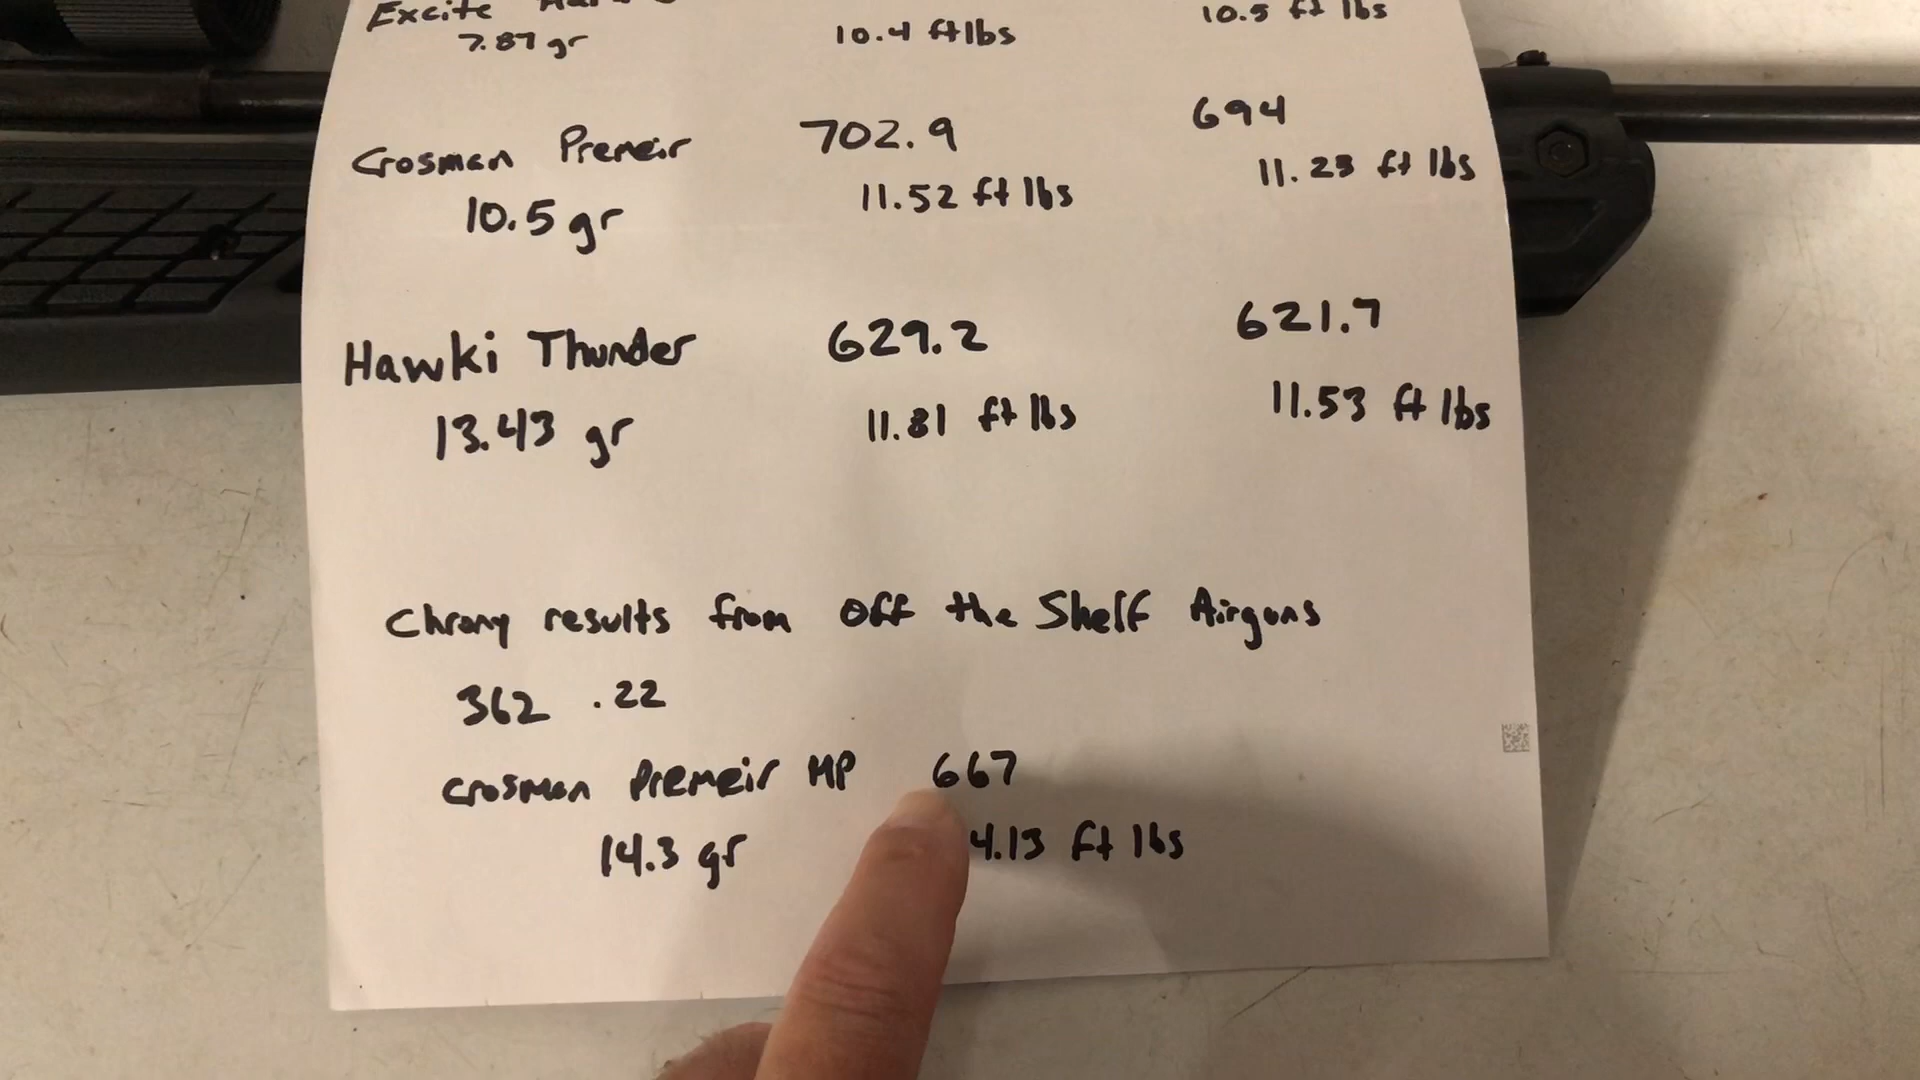 Excite
7.87 gr 10.4 ft lbs 10.5 ft lbs
Crosman Premeir 702.9 694
10.5 gr 11.52 ft lbs 11.23 ft lbs
Hawki Thunder 629.2 621.7
13.43 gr 11.81 ft lbs 11.53 ft lbs
Chrony results from Off the Shelf Airguns
362 .22
Crosman Premeir HP 667
14.3 gr 4.13 ft lbs